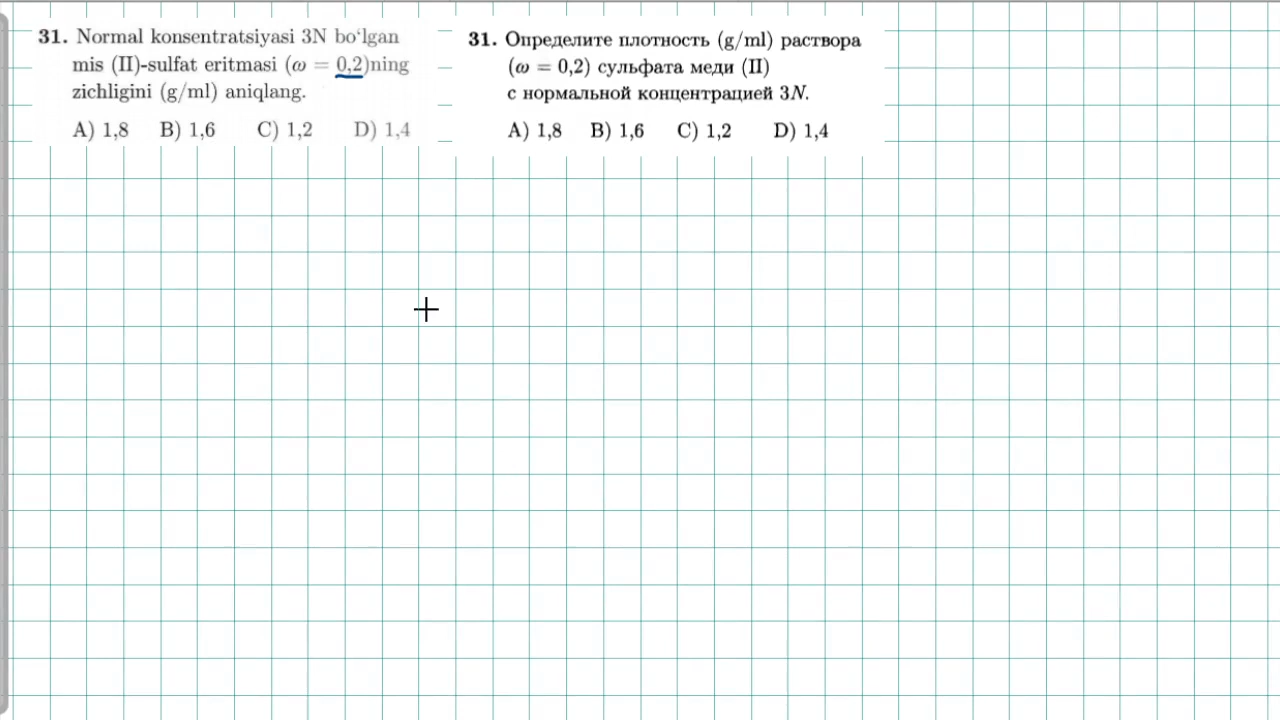 31. Normal konsentratsiyasi 3N bo‘lgan
mis (II)-sulfat eritmasi (ω = 0,2)ning
zichligini (g/ml) aniqlang.
A) 1,8 B) 1,6 C) 1,2 D) 1,4
31. Определите плотность (g/ml) раствора
(ω = 0,2) сульфата меди (II)
с нормальной концентрацией 3N.
A) 1,8 B) 1,6 C) 1,2 D) 1,4